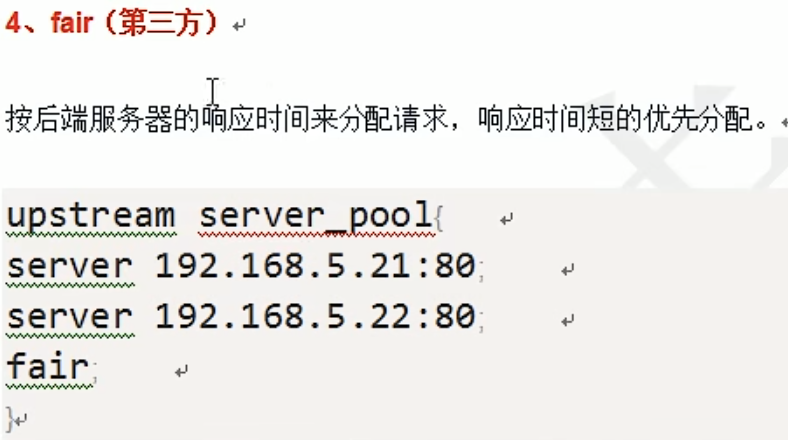 4、fair（第三方）
按后端服务器的响应时间来分配请求，响应时间短的优先分配。
upstream server_pool{
server 192.168.5.21:80;
server 192.168.5.22:80;
fair;
}